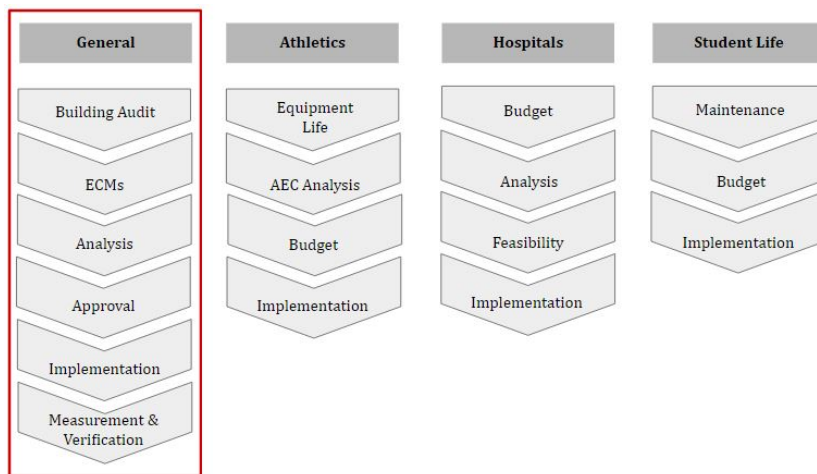 General
Building Audit
ECMs
Analysis
Approval
Implementation
Measurement &
Verification
Athletics
Equipment
Life
AEC Analysis
Budget
Implementation
Hospitals
Budget
Analysis
Feasibility
Implementation
Student Life
Maintenance
Budget
Implementation